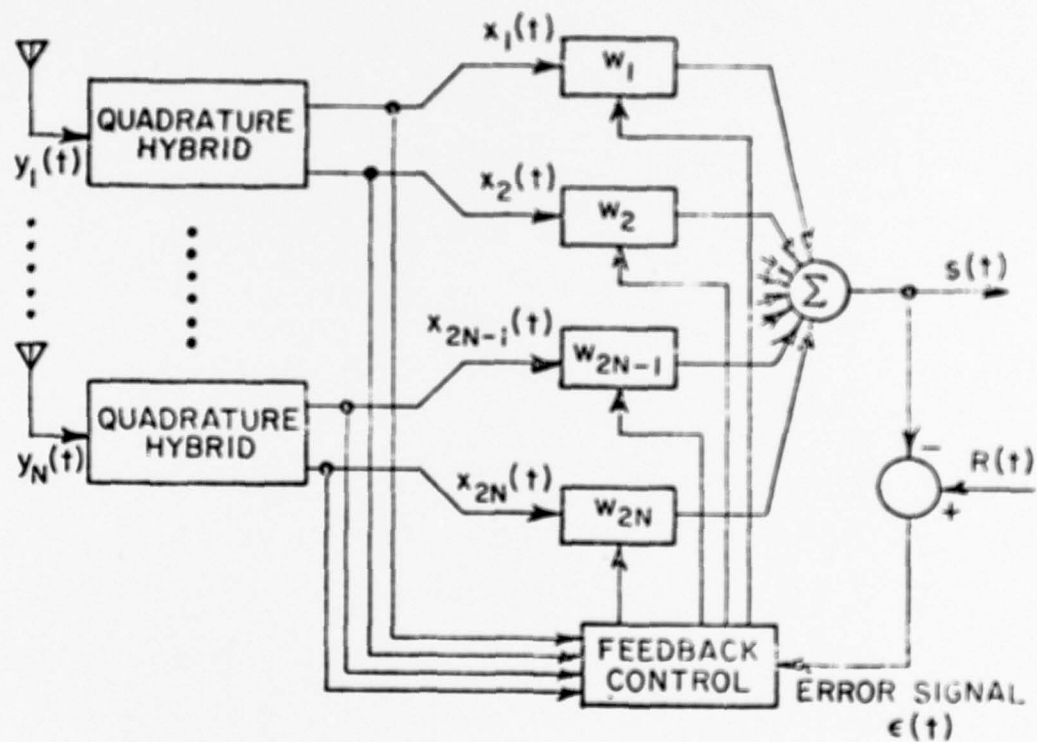 x₁(t)
w₁
QUADRATURE
HYBRID
y₁(t)
x₂(t)
w₂
Σ
s(t)
x₂ₙ₋₁(t)
w₂ₙ₋₁
QUADRATURE
HYBRID
yₙ(t)
x₂ₙ(t)
w₂ₙ
−
R(t)
+
FEEDBACK
CONTROL
ERROR SIGNAL
ϵ(t)